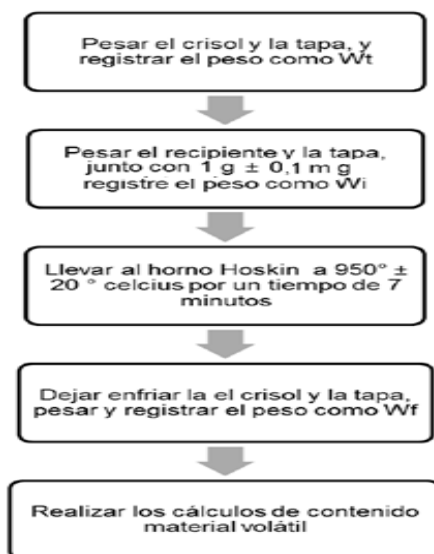 Pesar el crisol y la tapa, y
registrar el peso como Wt
Pesar el recipiente y la tapa,
junto con 1 g ± 0,1 m g
registre el peso como Wi
Llevar al horno Hoskin a 950° ±
20 ° celcius por un tiempo de 7
minutos
Dejar enfriar la el crisol y la tapa,
pesar y registrar el peso como Wf
Realizar los cálculos de contenido
material volátil